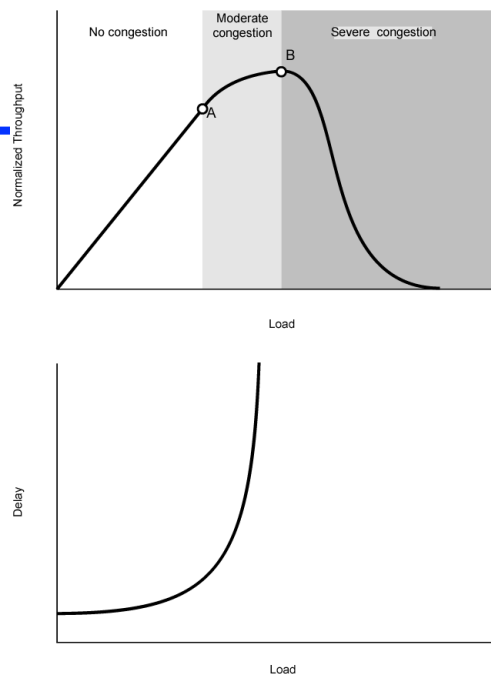 No congestion
Moderate
congestion
Severe congestion
B
A
Normalized Throughput
Load
Delay
Load